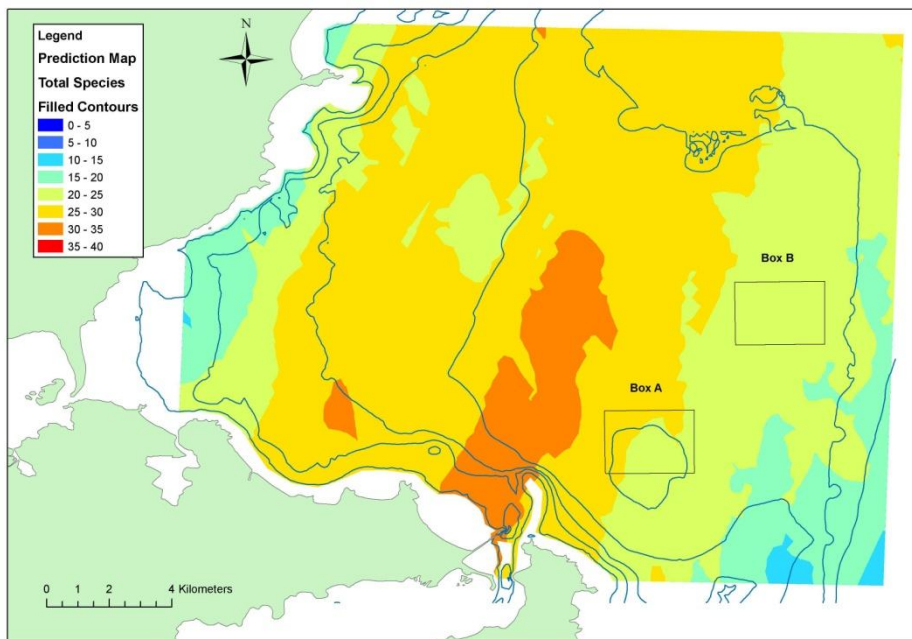 Legend
Prediction Map
Total Species
Filled Contours
0 - 5
5 - 10
10 - 15
15 - 20
20 - 25
25 - 30
30 - 35
35 - 40
N
Box B
Box A
0 1 2 4 Kilometers